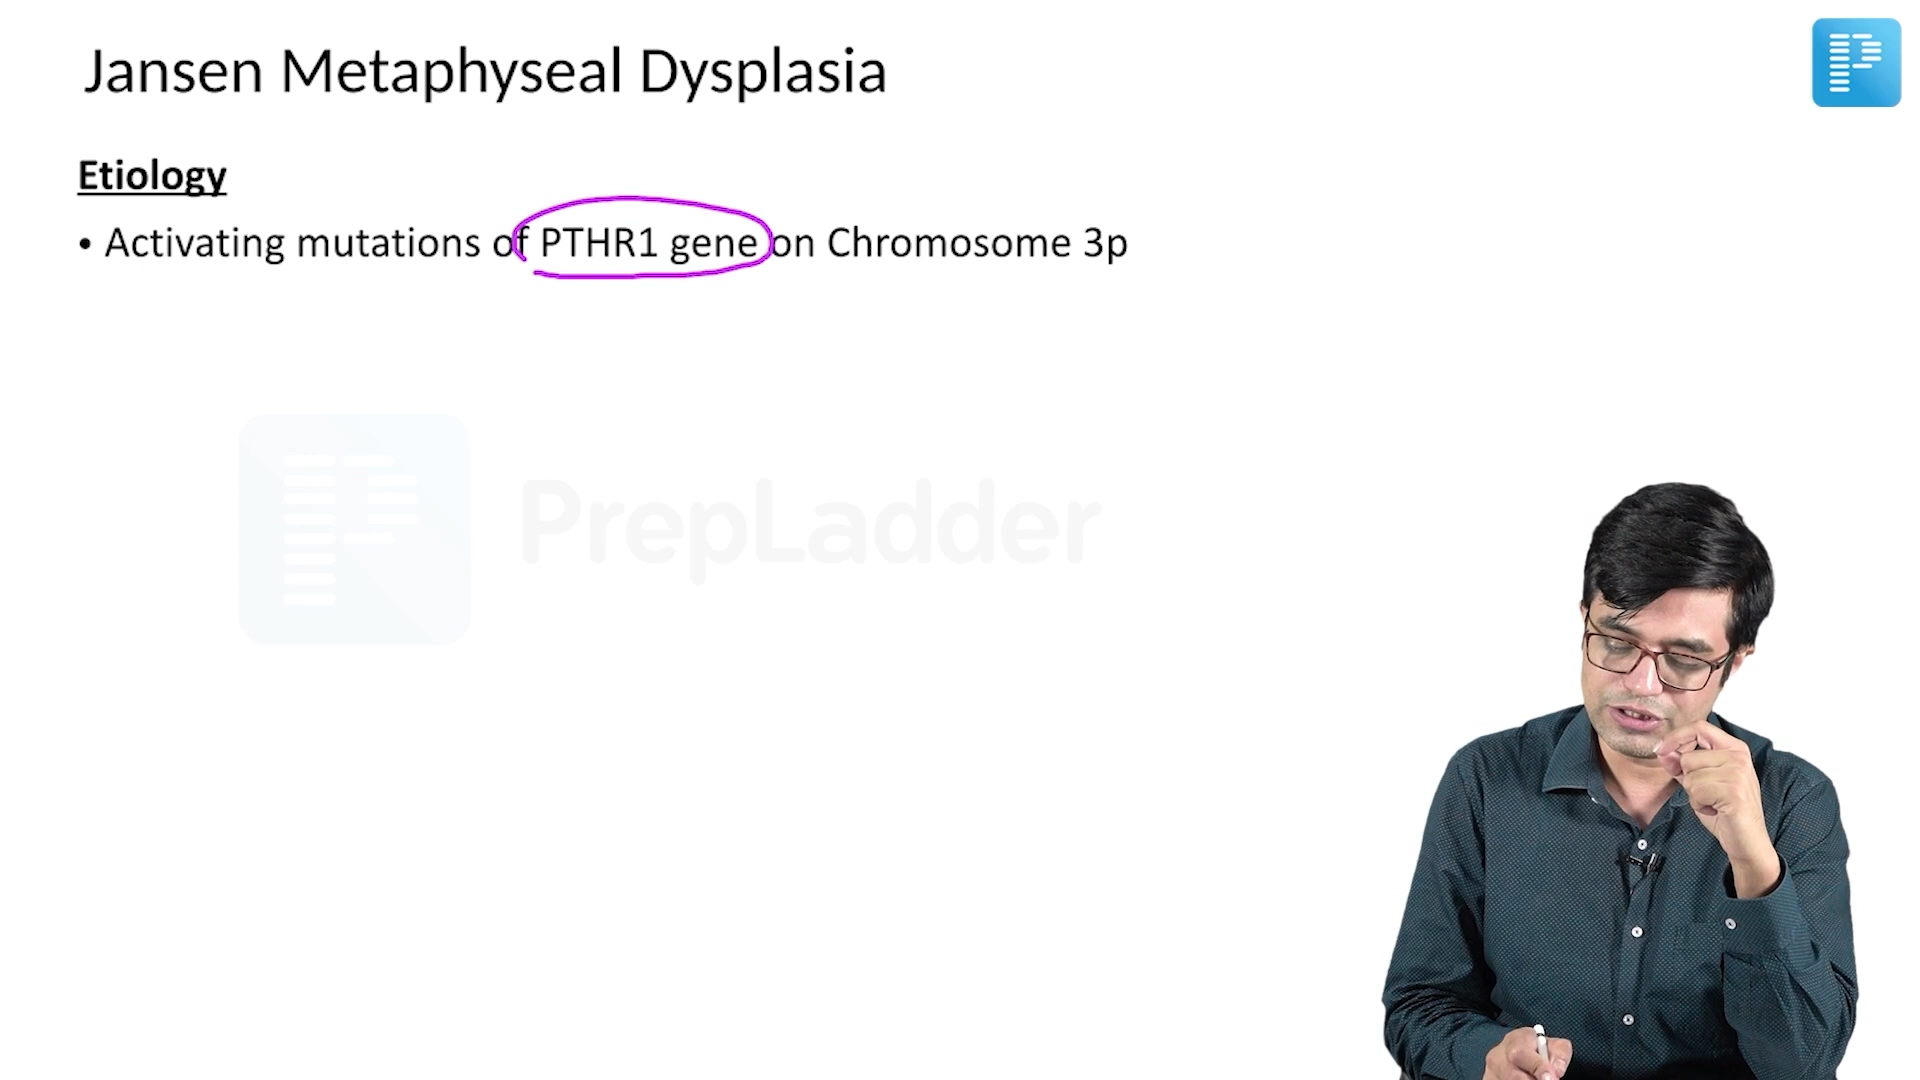 Jansen Metaphyseal Dysplasia
Etiology
• Activating mutations of PTHR1 gene on Chromosome 3p
PrepLadder